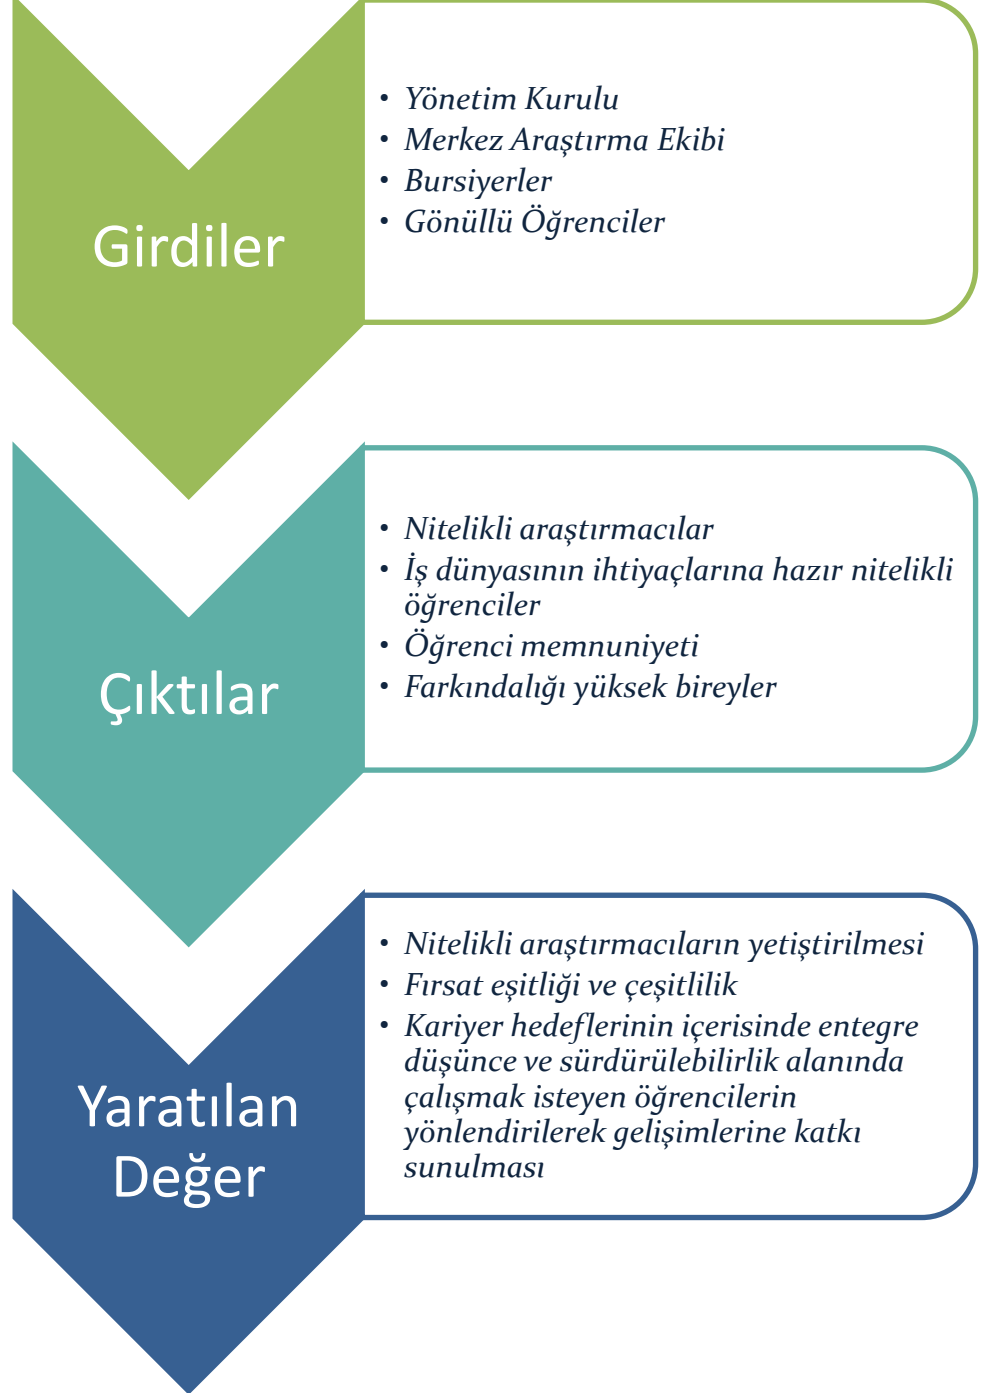 Girdiler
• Yönetim Kurulu
• Merkez Araştırma Ekibi
• Bursiyerler
• Gönüllü Öğrenciler
Çıktılar
• Nitelikli araştırmacılar
• İş dünyasının ihtiyaçlarına hazır nitelikli
öğrenciler
• Öğrenci memnuniyeti
• Farkındalığı yüksek bireyler
Yaratılan
Değer
• Nitelikli araştırmacıların yetiştirilmesi
• Fırsat eşitliği ve çeşitlilik
• Kariyer hedeflerinin içerisinde entegre
düşünce ve sürdürülebilirlik alanında
çalışmak isteyen öğrencilerin
yönlendirilerek gelişimlerine katkı
sunulması